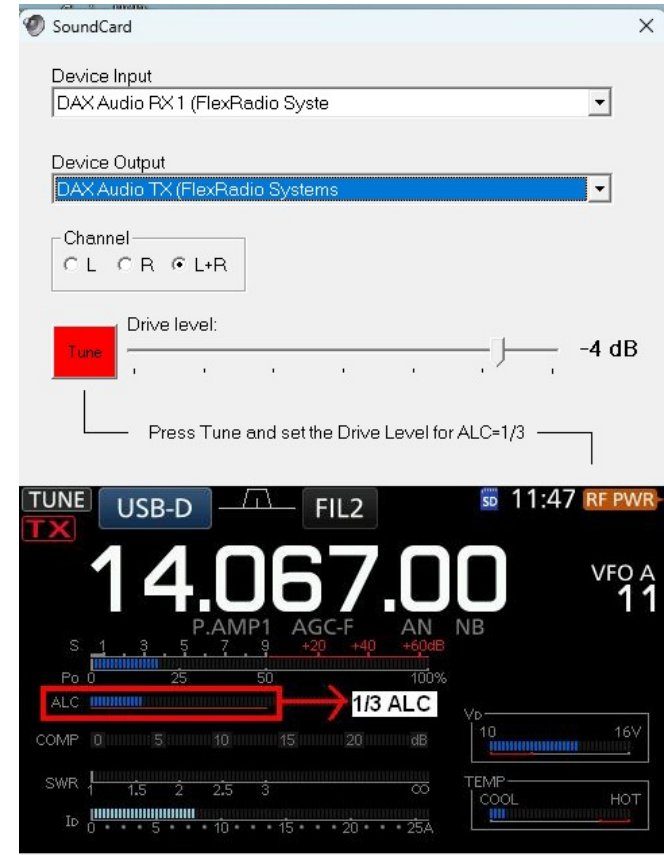 SoundCard
Device Input
DAX Audio RX 1 (FlexRadio Syste
Device Output
DAX Audio TX (FlexRadio Systems
Channel
L R L+R
Drive level:
Tune
-4 dB
Press Tune and set the Drive Level for ALC=1/3
TUNE USB-D FIL2 SD 11:47 RF PWR
TX
14.067.00
VFO A
11
P.AMP1 AGC-F AN NB
S 1 3 5 7 9 +20 +40 +60dB
Po 0 25 50 100%
ALC 1/3 ALC
COMP 0 5 10 15 20 dB
SWR 1 1.5 2 2.5 3 ∞
ID 0 5 10 15 20 25A
VD
10 16V
TEMP
COOL HOT